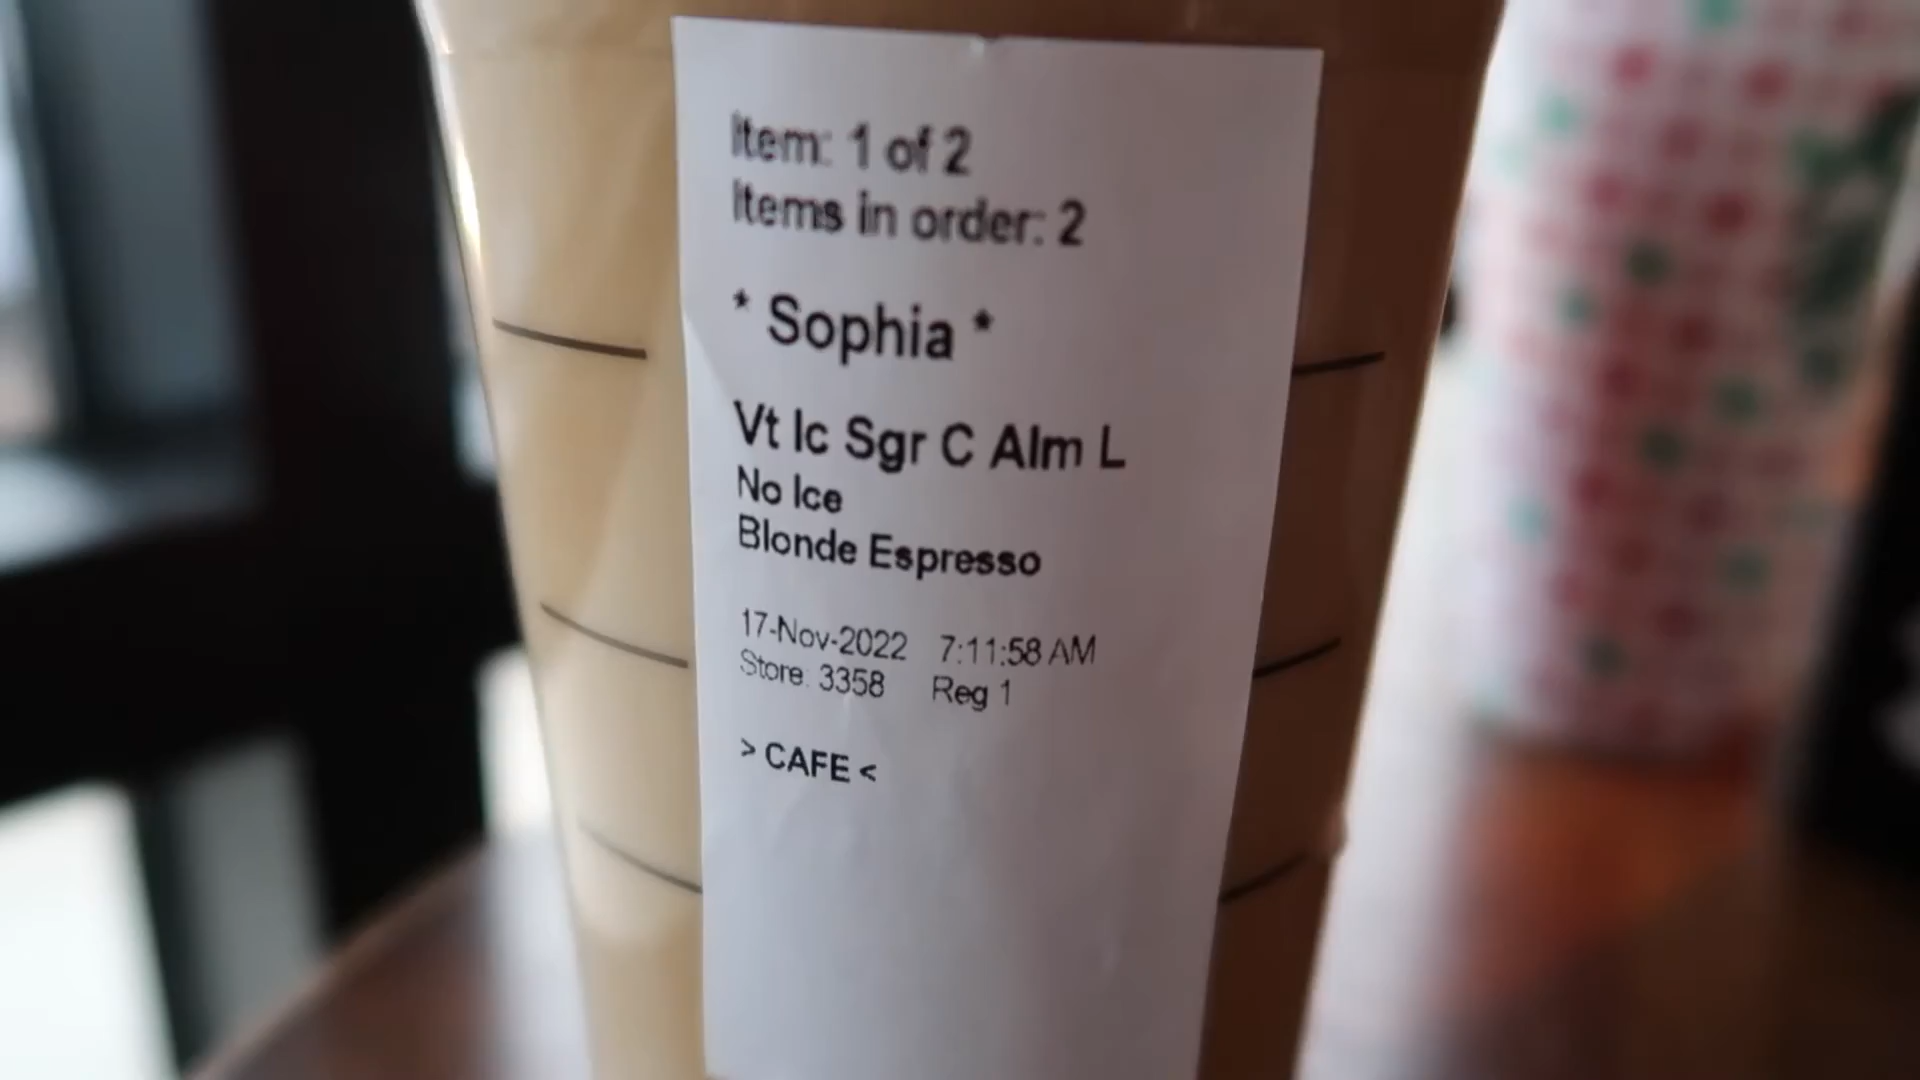 Item: 1 of 2
Items in order: 2
* Sophia *
Vt Ic Sgr C Alm L
No Ice
Blonde Espresso
17-Nov-2022 7:11:58 AM
Store: 3358 Reg 1
> CAFE <